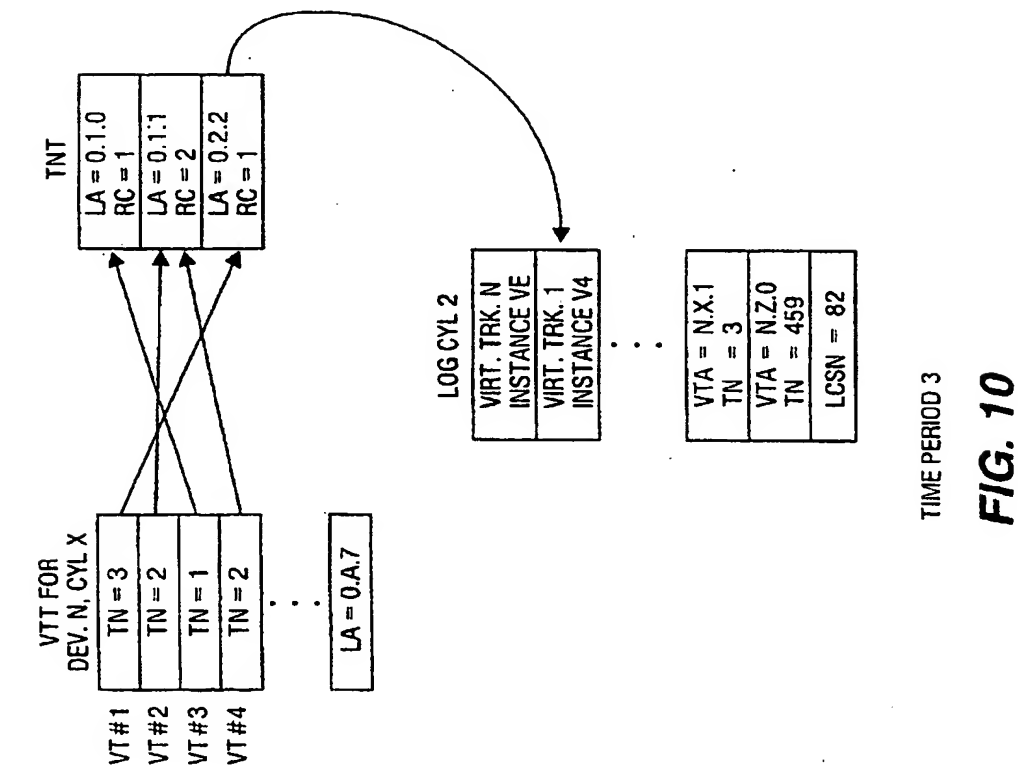 VTT FOR
DEV. N, CYL X
VT#1
TN = 3
VT#2
TN = 2
VT#3
TN = 1
VT#4
TN = 2
. . .
LA = 0.A.7
TNT
LA = 0.1.0
RC = 1
LA = 0.1.1
RC = 2
LA = 0.2.2
RC = 1
LOG CYL 2
VIRT. TRK. N
INSTANCE VE
VIRT. TRK. 1
INSTANCE V4
. . .
VTA = N.X.1
TN = 3
VTA = N.Z.0
TN = 459
LCSN = 82
TIME PERIOD 3
FIG. 10